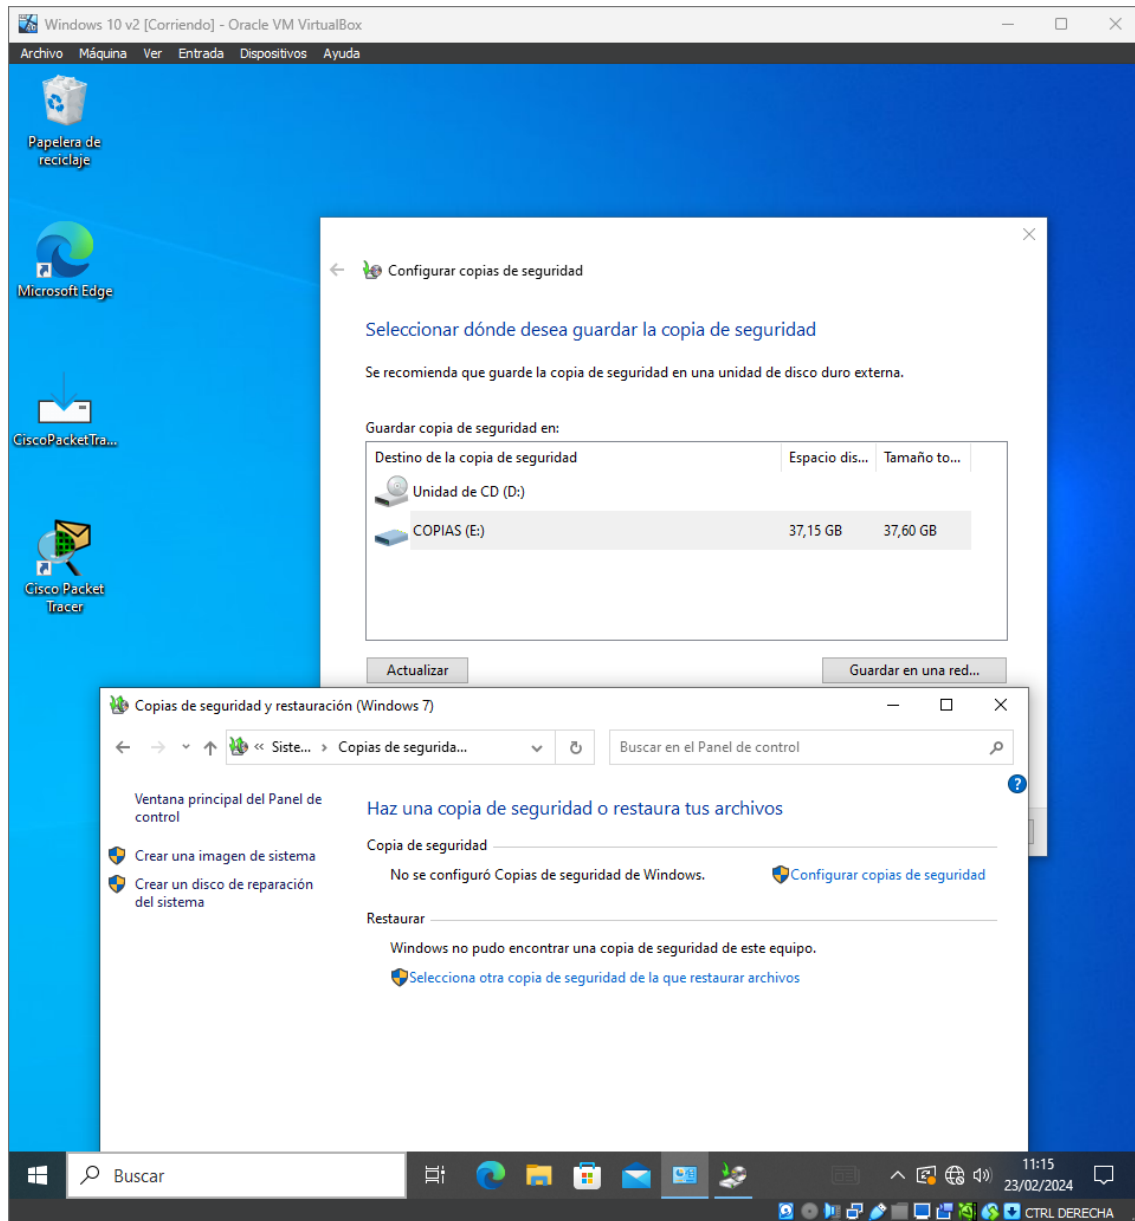 Windows 10 v2 [Corriendo] - Oracle VM VirtualBox
Archivo Máquina Ver Entrada Dispositivos Ayuda
Papelera de
reciclaje
Microsoft Edge
CiscoPacketTra...
Cisco Packet
Tracer
Configurar copias de seguridad
Seleccionar dónde desea guardar la copia de seguridad
Se recomienda que guarde la copia de seguridad en una unidad de disco duro externa.
Guardar copia de seguridad en:
Destino de la copia de seguridad Espacio dis... Tamaño to...
Unidad de CD (D:)
COPIAS (E:) 37,15 GB 37,60 GB
Actualizar Guardar en una red...
Copias de seguridad y restauración (Windows 7)
« Siste... › Copias de segurida... Buscar en el Panel de control
Ventana principal del Panel de
control
Crear una imagen de sistema
Crear un disco de reparación
del sistema
Haz una copia de seguridad o restaura tus archivos
Copia de seguridad
No se configuró Copias de seguridad de Windows. Configurar copias de seguridad
Restaurar
Windows no pudo encontrar una copia de seguridad de este equipo.
Selecciona otra copia de seguridad de la que restaurar archivos
Buscar
11:15
23/02/2024
CTRL DERECHA